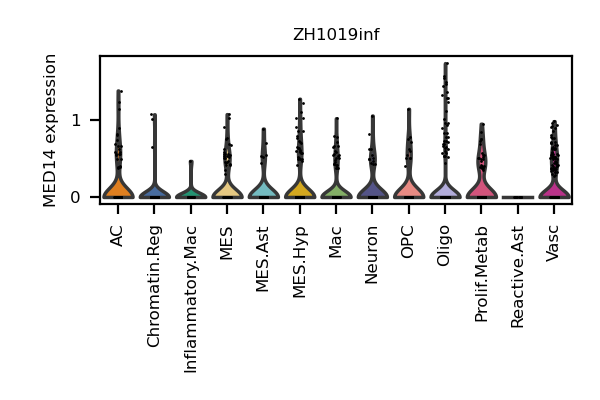 ZH1019inf
MED14 expression
1
0
AC
Chromatin.Reg
Inflammatory.Mac
MES
MES.Ast
MES.Hyp
Mac
Neuron
OPC
Oligo
Prolif.Metab
Reactive.Ast
Vasc